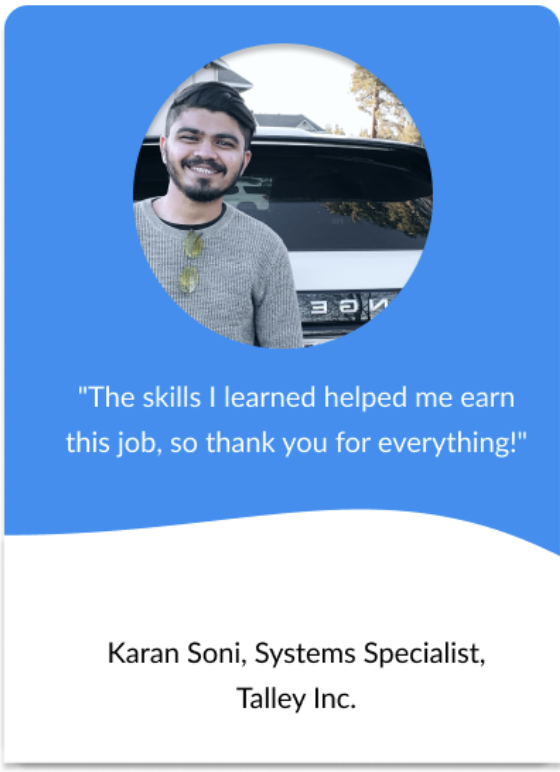 "The skills I learned helped me earn
this job, so thank you for everything!"
Karan Soni, Systems Specialist,
Talley Inc.